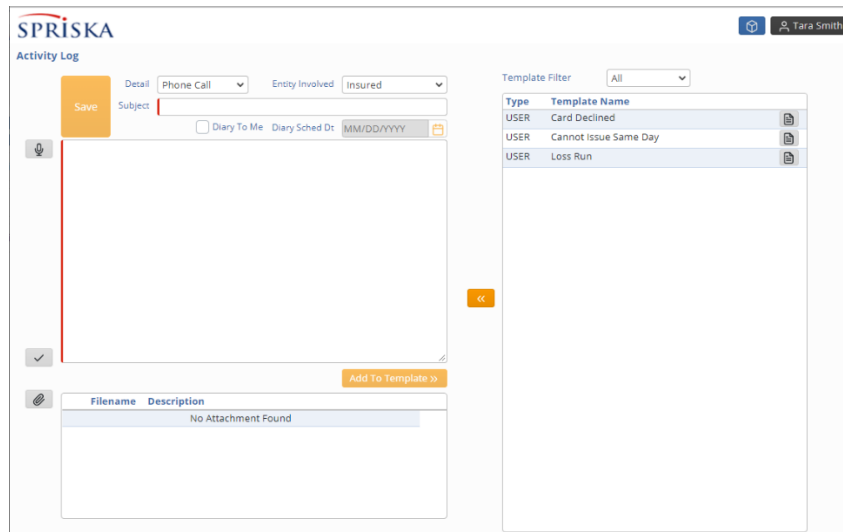 SPRISKA
Tara Smith
Activity Log
Save
Detail Phone Call Entity Involved Insured
Subject
Diary To Me Diary Sched Dt MM/DD/YYYY
Add To Template »
Filename Description
No Attachment Found
«
Template Filter All
Type Template Name
USER Card Declined
USER Cannot Issue Same Day
USER Loss Run